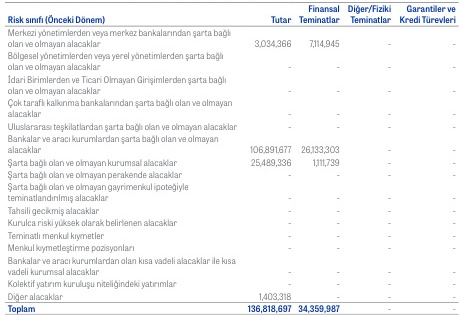 Finansal Diğer/Fiziki Garantiler ve
Risk sınıfı (Önceki Dönem) Tutar Teminatlar Teminatlar Kredi Türevleri
Merkezi yönetimlerden veya merkez bankalarından şarta bağlı
olan ve olmayan alacaklar 3,034,366 7,114,945 - -
Bölgesel yönetimlerden veya yerel yönetimlerden şarta bağlı
olan ve olmayan alacaklar - - - -
İdari Birimlerden ve Ticari Olmayan Girişimlerden şarta bağlı
olan ve olmayan alacaklar - - - -
Çok taraflı kalkınma bankalarından şarta bağlı olan ve olmayan
alacaklar - - - -
Uluslararası teşkilatlardan şarta bağlı olan ve olmayan alacaklar - - - -
Bankalar ve aracı kurumlardan şarta bağlı olan ve olmayan
alacaklar 106,891,677 26,133,303 - -
Şarta bağlı olan ve olmayan kurumsal alacaklar 25,489,336 1,111,739 - -
Şarta bağlı olan ve olmayan perakende alacaklar - - - -
Şarta bağlı olan ve olmayan gayrimenkul ipoteğiyle
teminatlandırılmış alacaklar - - - -
Tahsili gecikmiş alacaklar - - - -
Kurulca riski yüksek olarak belirlenen alacaklar - - - -
Teminatlı menkul kıymetler - - - -
Menkul kıymetleştirme pozisyonları - - - -
Bankalar ve aracı kurumlardan olan kısa vadeli alacaklar ile kısa
vadeli kurumsal alacaklar - - - -
Kolektif yatırım kuruluşu niteliğindeki yatırımlar - - - -
Diğer alacaklar 1,403,318 - - -
Toplam 136,818,697 34,359,987 - -